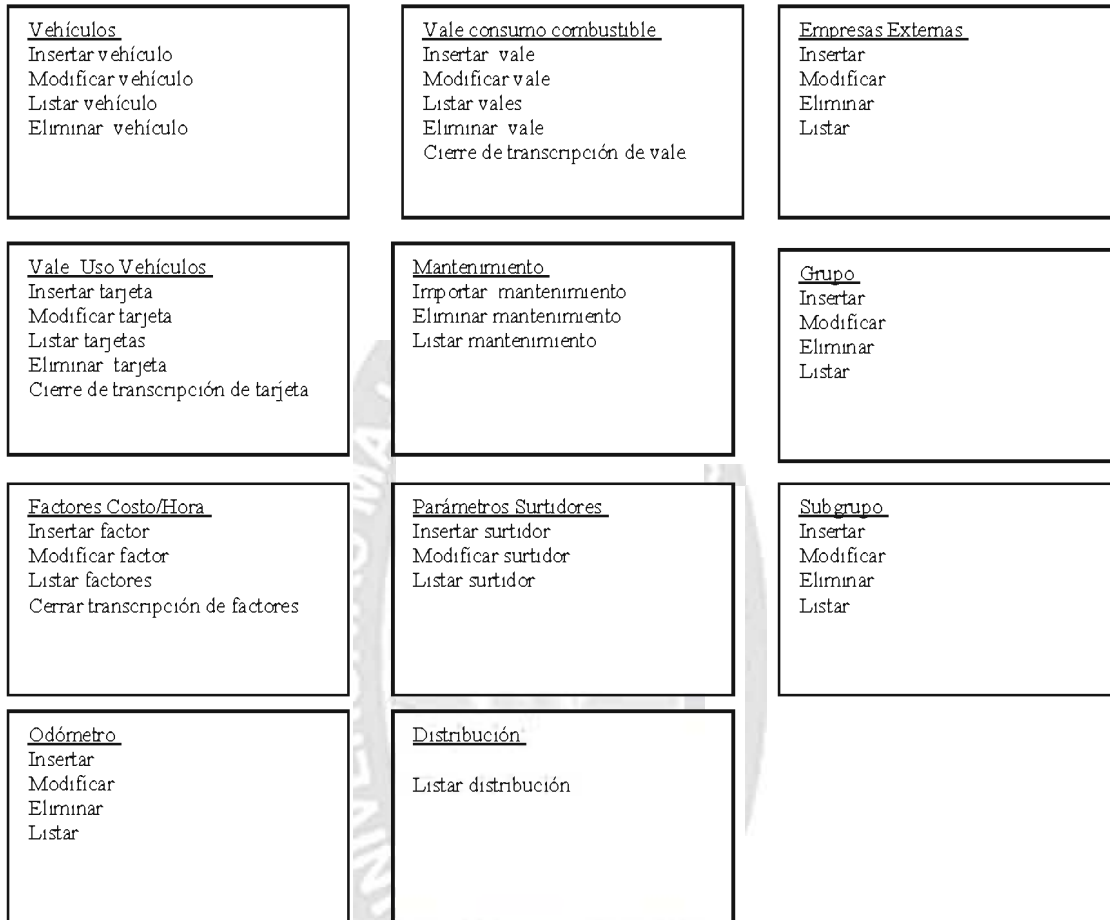 Vehículos
Insertar vehículo
Modificar vehículo
Listar vehículo
Eliminar vehículo
Vale consumo combustible
Insertar vale
Modificar vale
Listar vales
Eliminar vale
Cierre de transcripción de vale
Empresas Externas
Insertar
Modificar
Eliminar
Listar
Vale Uso Vehículos
Insertar tarjeta
Modificar tarjeta
Listar tarjetas
Eliminar tarjeta
Cierre de transcripción de tarjeta
Mantenimiento
Importar mantenimiento
Eliminar mantenimiento
Listar mantenimiento
Grupo
Insertar
Modificar
Eliminar
Listar
Factores Costo/Hora
Insertar factor
Modificar factor
Listar factores
Cerrar transcripción de factores
Parámetros Surtidores
Insertar surtidor
Modificar surtidor
Listar surtidor
Subgrupo
Insertar
Modificar
Eliminar
Listar
Odómetro
Insertar
Modificar
Eliminar
Listar
Distribución
Listar distribución